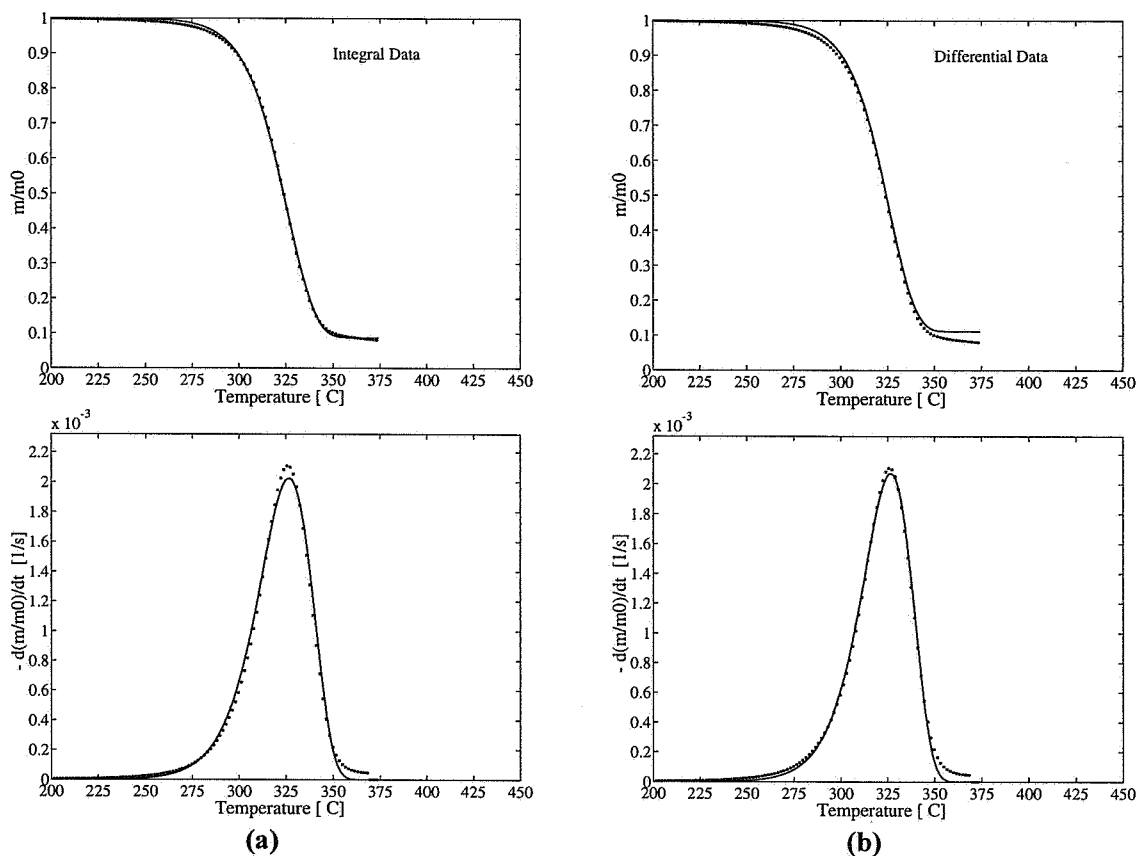 1
0.9
0.8
0.7
0.6
0.5
0.4
0.3
0.2
0.1
0
m/m0
Integral Data
200 225 250 275 300 325 350 375 400 425 450
Temperature [ C]
1
0.9
0.8
0.7
0.6
0.5
0.4
0.3
0.2
0.1
0
m/m0
Differential Data
200 225 250 275 300 325 350 375 400 425 450
Temperature [ C]
x 10⁻³
2.2
2
1.8
1.6
1.4
1.2
1
0.8
0.6
0.4
0.2
0
- d(m/m0)/dt [1/s]
200 225 250 275 300 325 350 375 400 425 450
Temperature [ C]
(a)
x 10⁻³
2.2
2
1.8
1.6
1.4
1.2
1
0.8
0.6
0.4
0.2
0
- d(m/m0)/dt [1/s]
200 225 250 275 300 325 350 375 400 425 450
Temperature [ C]
(b)